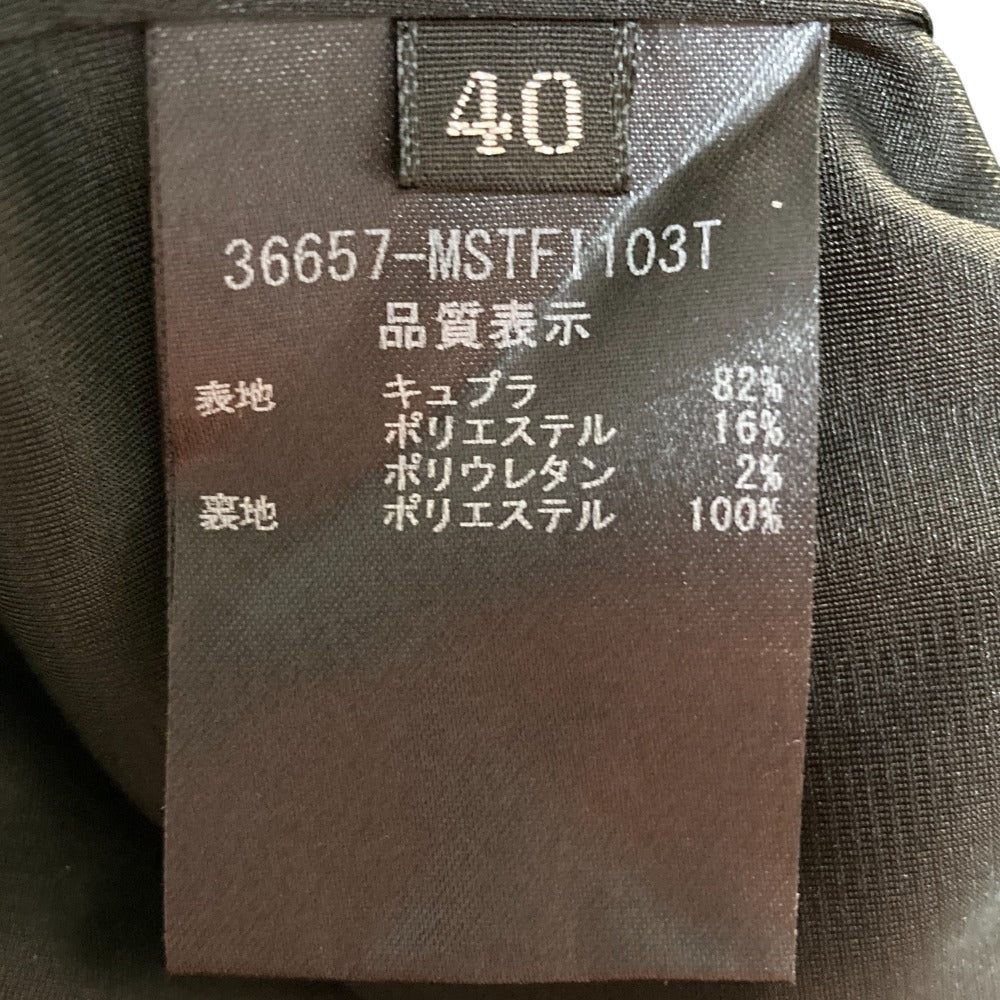 40
36657-MSTFI103T
品質表示
表地 キュプラ 82%
ポリエステル 16%
ポリウレタン 2%
裏地 ポリエステル 100%